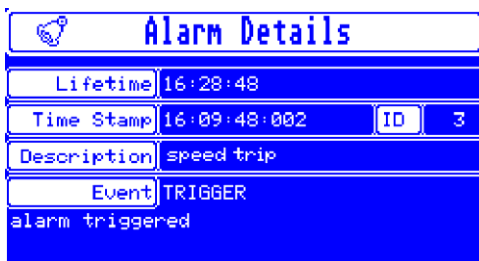 Alarm Details
Lifetime 16:28:48
Time Stamp 16:09:48:002 ID 3
Description speed trip
Event TRIGGER
alarm triggered